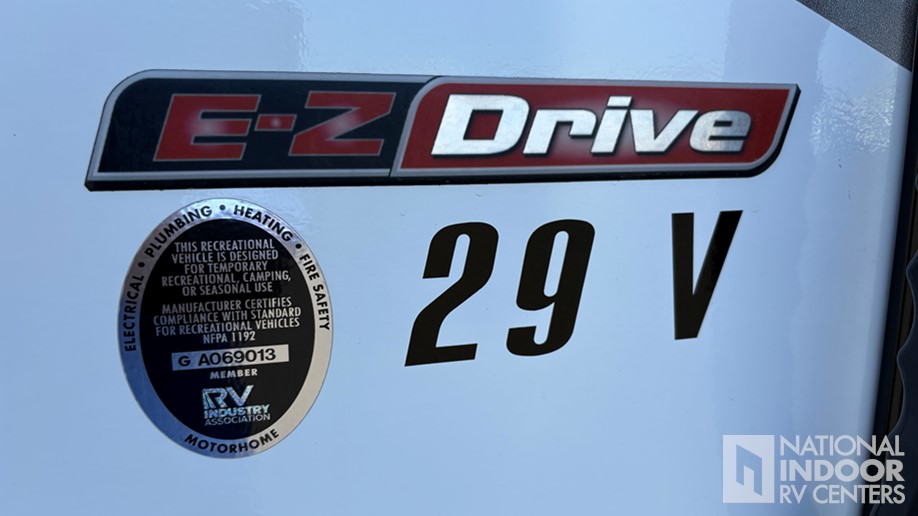 E-Z Drive
29 V
ELECTRICAL • PLUMBING • HEATING • FIRE SAFETY
THIS RECREATIONAL
VEHICLE IS DESIGNED
FOR TEMPORARY
RECREATIONAL, CAMPING,
OR SEASONAL USE
MANUFACTURER CERTIFIES
COMPLIANCE WITH STANDARD
FOR RECREATIONAL VEHICLES
NFPA 1192
G A069013
MEMBER
RV
INDUSTRY
ASSOCIATION
MOTORHOME
NATIONAL
INDOOR
RV CENTERS